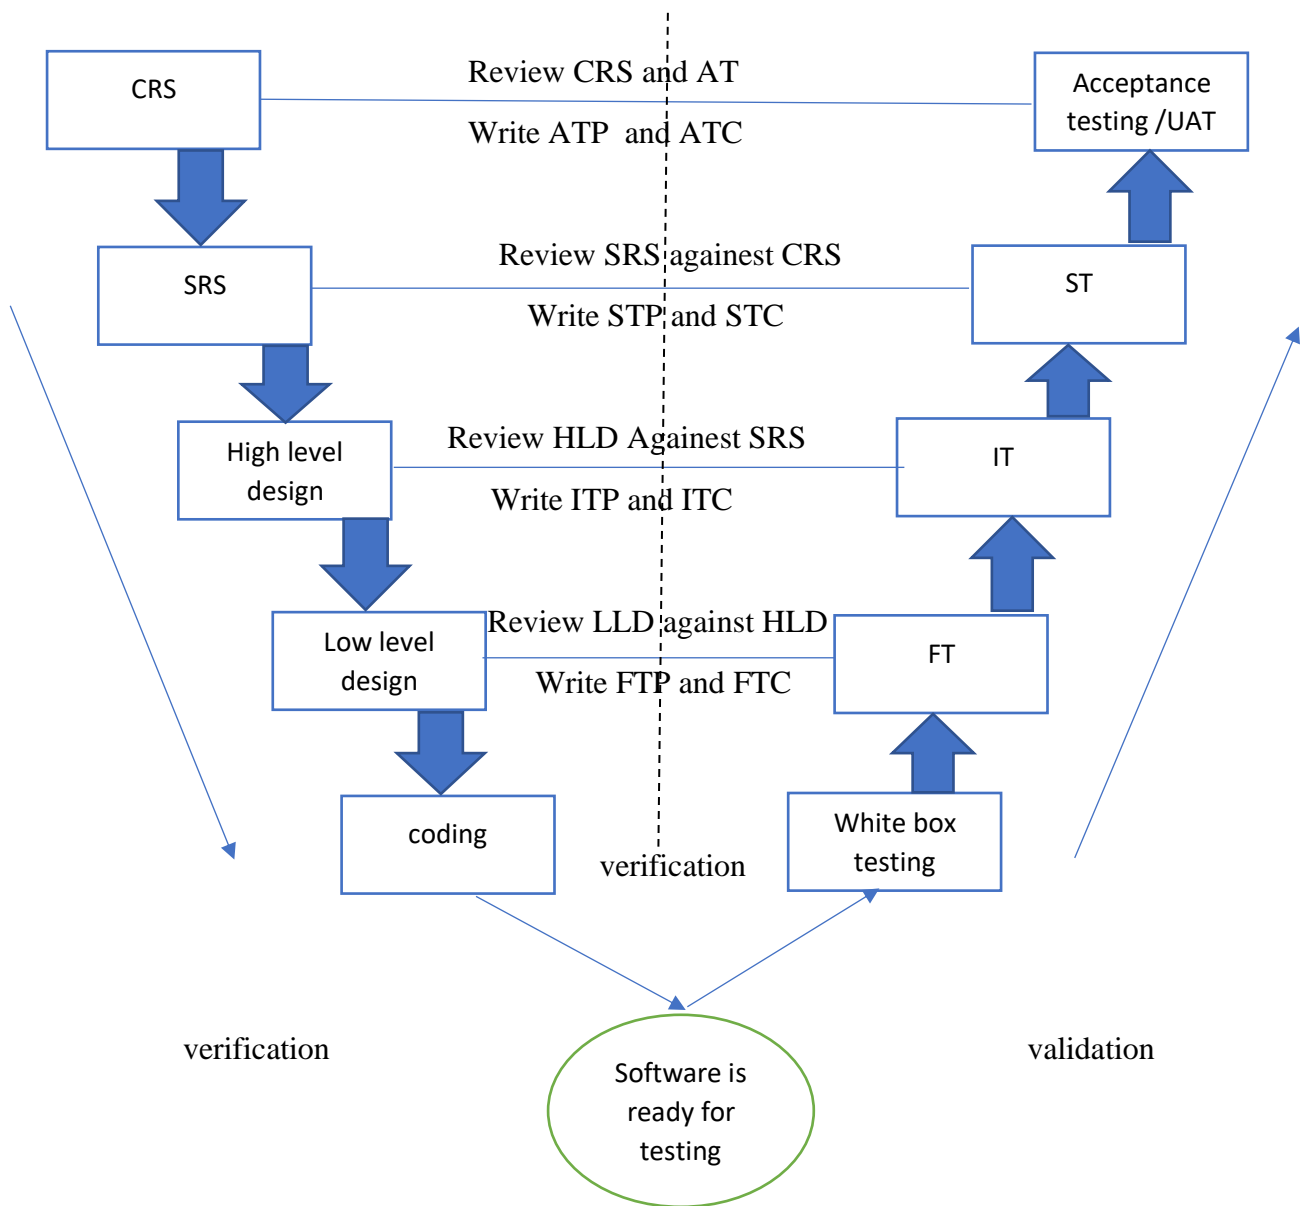 CRS
Review CRS and AT
Write ATP and ATC
Acceptance
testing /UAT
SRS
Review SRS against CRS
Write STP and STC
ST
High level
design
Review HLD Against SRS
Write ITP and ITC
IT
Low level
design
Review LLD against HLD
Write FTP and FTC
FT
coding
verification
White box
testing
verification
Software is
ready for
testing
validation